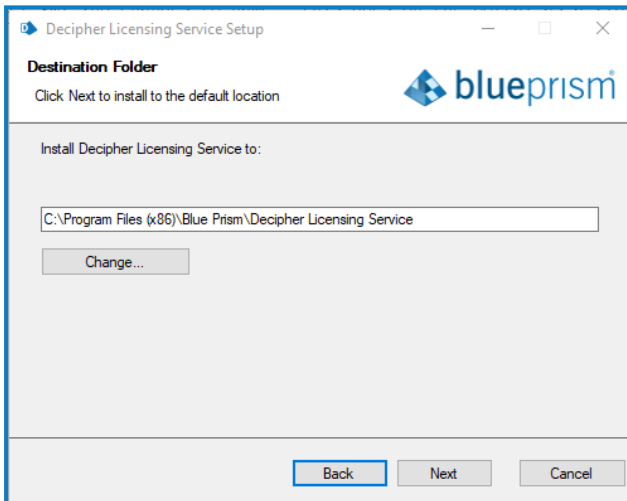 Decipher Licensing Service Setup
Destination Folder
Click Next to install to the default location
blueprism
Install Decipher Licensing Service to:
C:\Program Files (x86)\Blue Prism\Decipher Licensing Service
Change...
Back Next Cancel